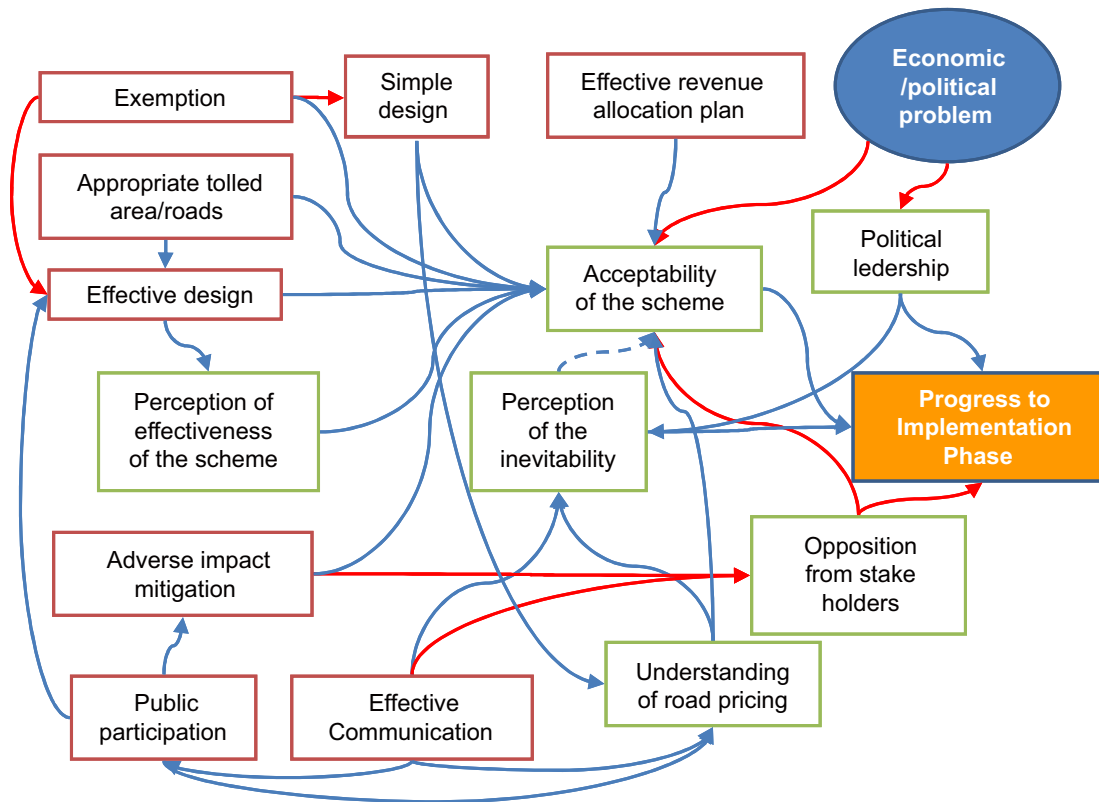 Exemption
Simple
design
Effective revenue
allocation plan
Economic
/political
problem
Appropriate tolled
area/roads
Effective design
Acceptability
of the scheme
Political
ledership
Perception of
effectiveness
of the scheme
Perception
of the
inevitability
Progress to
Implementation
Phase
Adverse impact
mitigation
Opposition
from stake
holders
Public
participation
Effective
Communication
Understanding
of road pricing